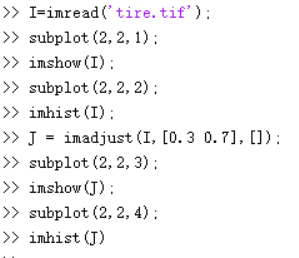 >> I=imread('tire.tif');
>> subplot(2,2,1);
>> imshow(I);
>> subplot(2,2,2);
>> imhist(I);
>> J = imadjust(I,[0.3 0.7],[]);
>> subplot(2,2,3);
>> imshow(J);
>> subplot(2,2,4);
>> imhist(J)